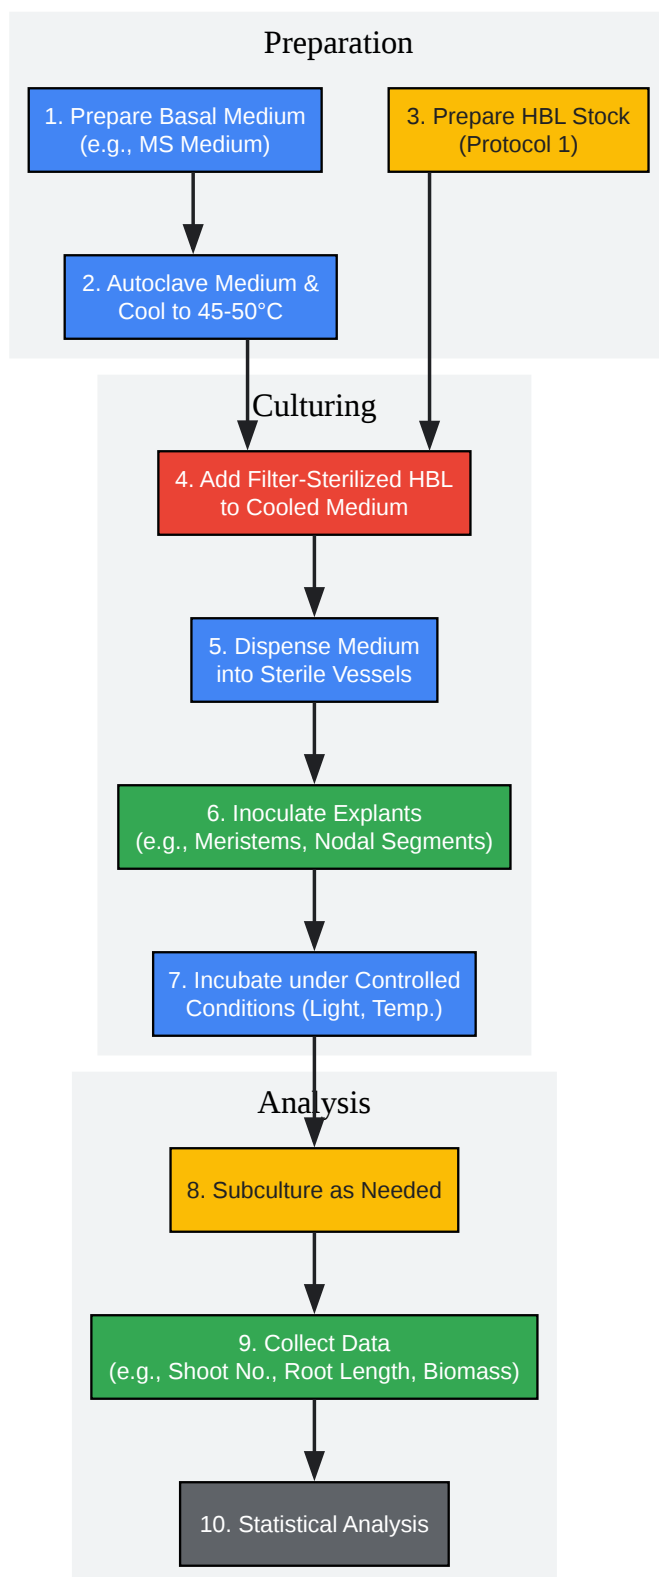 Preparation
1. Prepare Basal Medium
(e.g., MS Medium)
3. Prepare HBL Stock
(Protocol 1)
2. Autoclave Medium &
Cool to 45-50°C
Culturing
4. Add Filter-Sterilized HBL
to Cooled Medium
5. Dispense Medium
into Sterile Vessels
6. Inoculate Explants
(e.g., Meristems, Nodal Segments)
7. Incubate under Controlled
Conditions (Light, Temp.)
Analysis
8. Subculture as Needed
9. Collect Data
(e.g., Shoot No., Root Length, Biomass)
10. Statistical Analysis